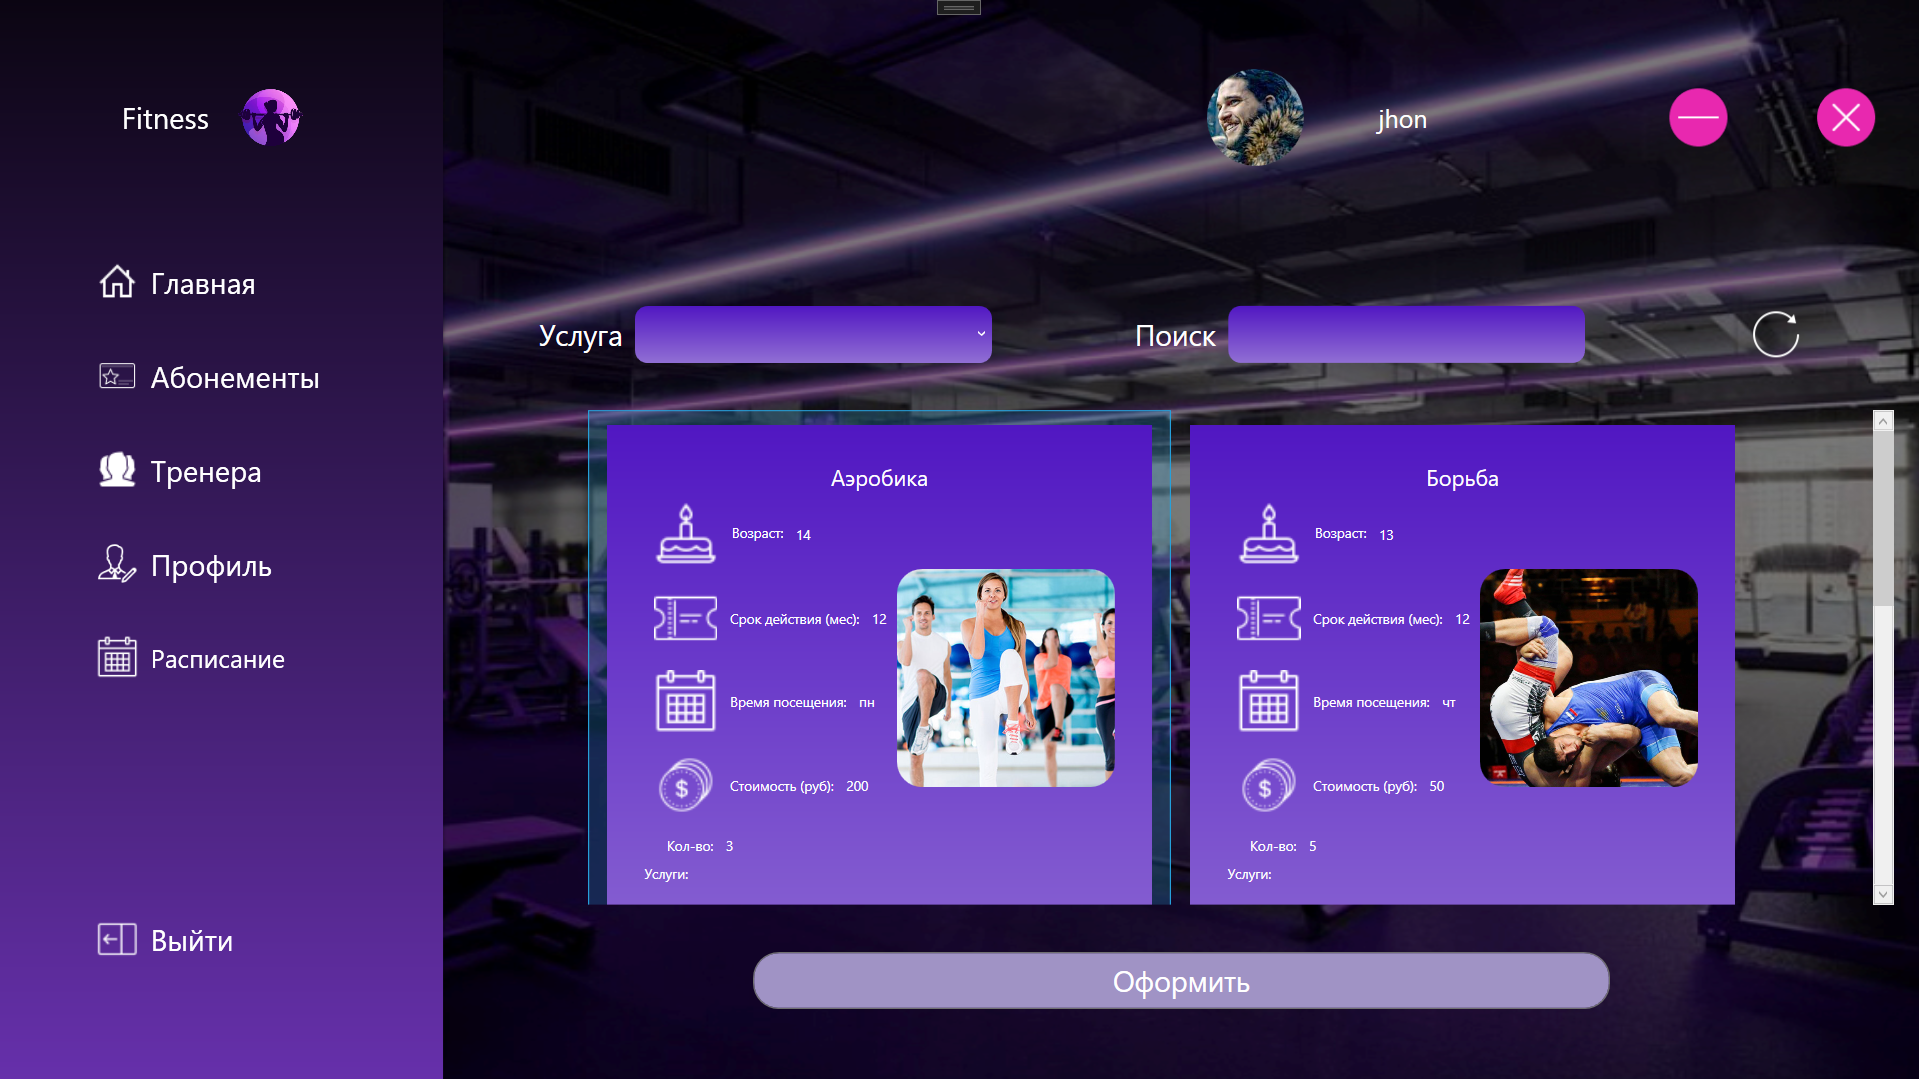 Fitness
jhon
Главная
Абонементы
Тренера
Профиль
Расписание
Выйти
Услуга
Поиск
Аэробика
Возраст: 14
Срок действия (мес): 12
Время посещения: пн
Стоимость (руб): 200
Кол-во: 3
Услуги:
Борьба
Возраст: 13
Срок действия (мес): 12
Время посещения: чт
Стоимость (руб): 50
Кол-во: 5
Услуги:
Оформить